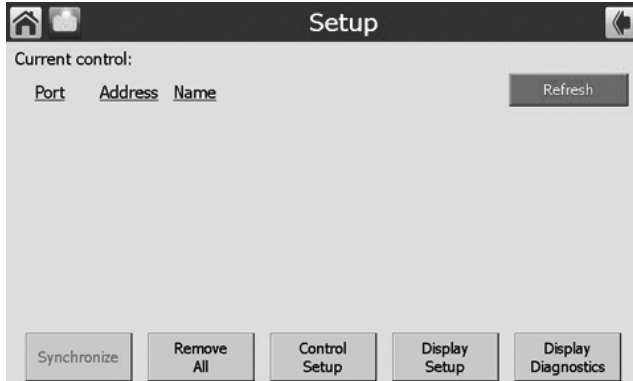 Setup
Current control:
Port Address Name
Refresh
Synchronize
Remove
All
Control
Setup
Display
Setup
Display
Diagnostics